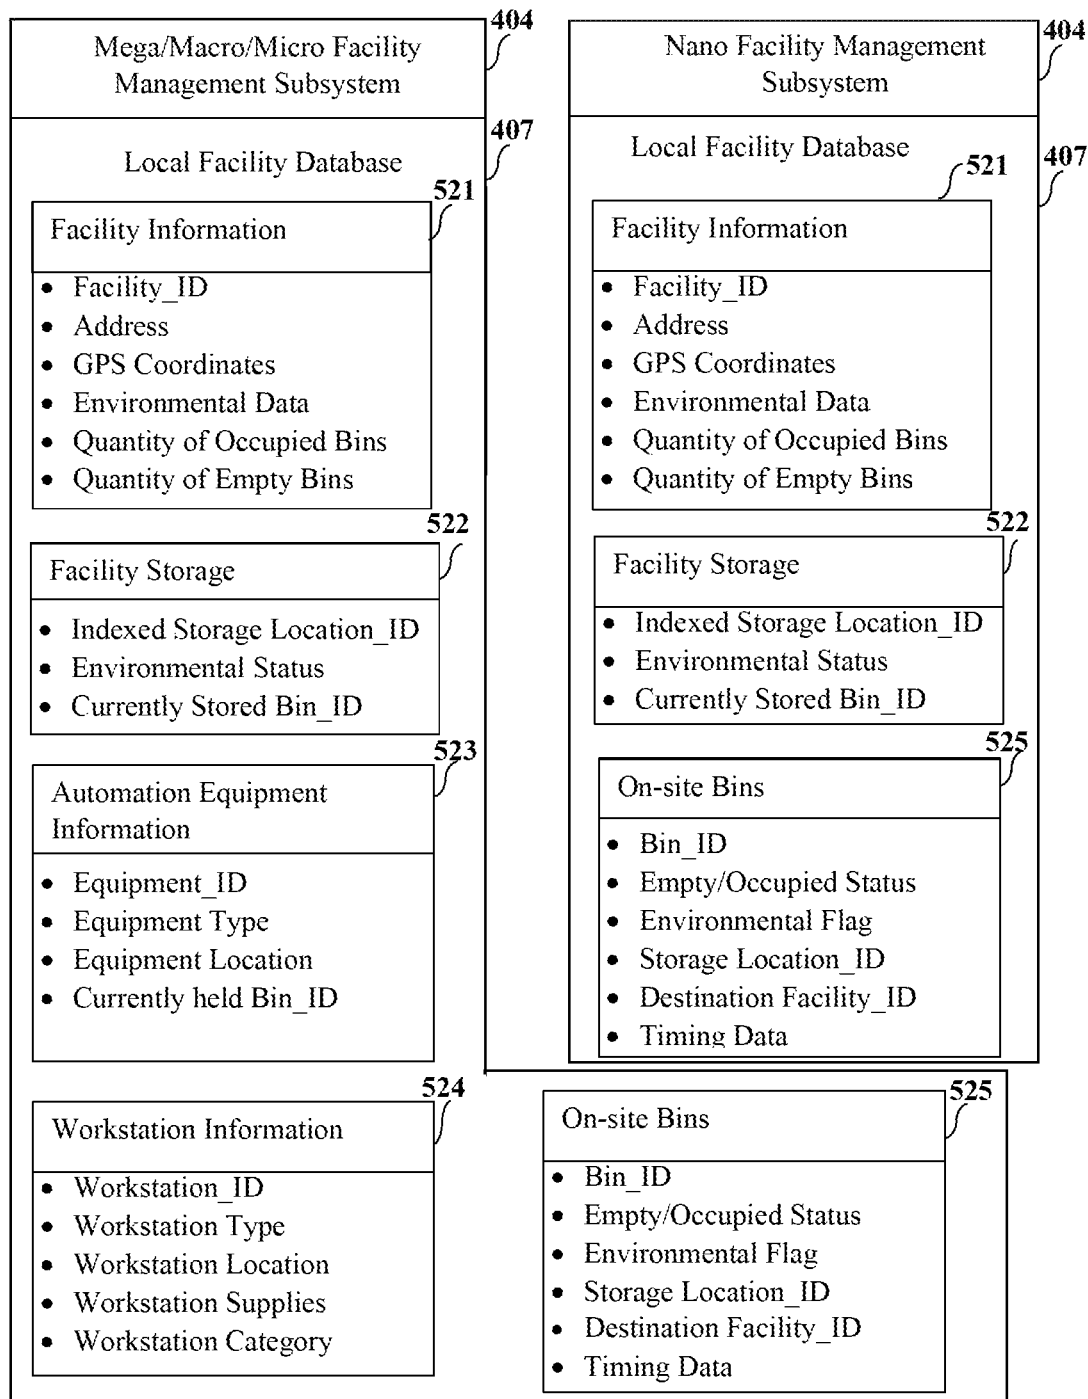 Mega/Macro/Micro Facility
Management Subsystem
404
Local Facility Database
407
Facility Information
521
• Facility_ID
• Address
• GPS Coordinates
• Environmental Data
• Quantity of Occupied Bins
• Quantity of Empty Bins
Facility Storage
522
• Indexed Storage Location_ID
• Environmental Status
• Currently Stored Bin_ID
Automation Equipment
Information
523
• Equipment_ID
• Equipment Type
• Equipment Location
• Currently held Bin_ID
Workstation Information
524
• Workstation_ID
• Workstation Type
• Workstation Location
• Workstation Supplies
• Workstation Category
On-site Bins
525
• Bin_ID
• Empty/Occupied Status
• Environmental Flag
• Storage Location_ID
• Destination Facility_ID
• Timing Data
Nano Facility Management
Subsystem
404
Local Facility Database
407
Facility Information
521
• Facility_ID
• Address
• GPS Coordinates
• Environmental Data
• Quantity of Occupied Bins
• Quantity of Empty Bins
Facility Storage
522
• Indexed Storage Location_ID
• Environmental Status
• Currently Stored Bin_ID
On-site Bins
525
• Bin_ID
• Empty/Occupied Status
• Environmental Flag
• Storage Location_ID
• Destination Facility_ID
• Timing Data